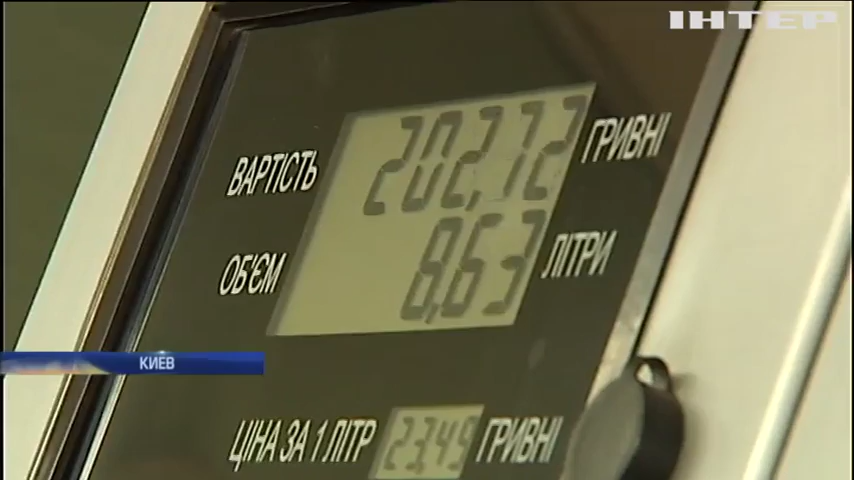 ІНТЕР
ВАРТІСТЬ 202,72 ГРИВНІ
ОБ'ЄМ 8,63 ЛІТРИ
КИЕВ
ЦІНА ЗА 1 ЛІТР 23,49 ГРИВНІ